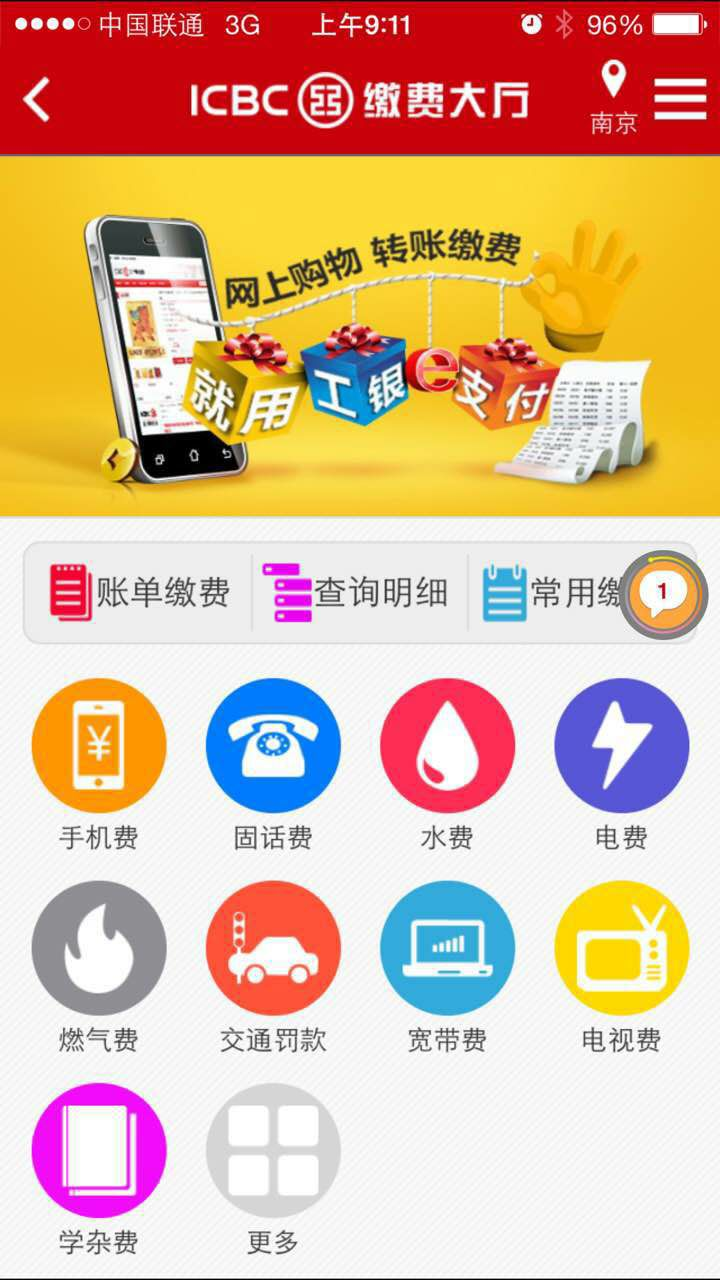 中国联通 3G 上午9:11 96%
ICBC 缴费大厅
南京
网上购物 转账缴费
就用工银e支付
账单缴费 查询明细 常用缴
1
手机费 固话费 水费 电费
燃气费 交通罚款 宽带费 电视费
学杂费 更多